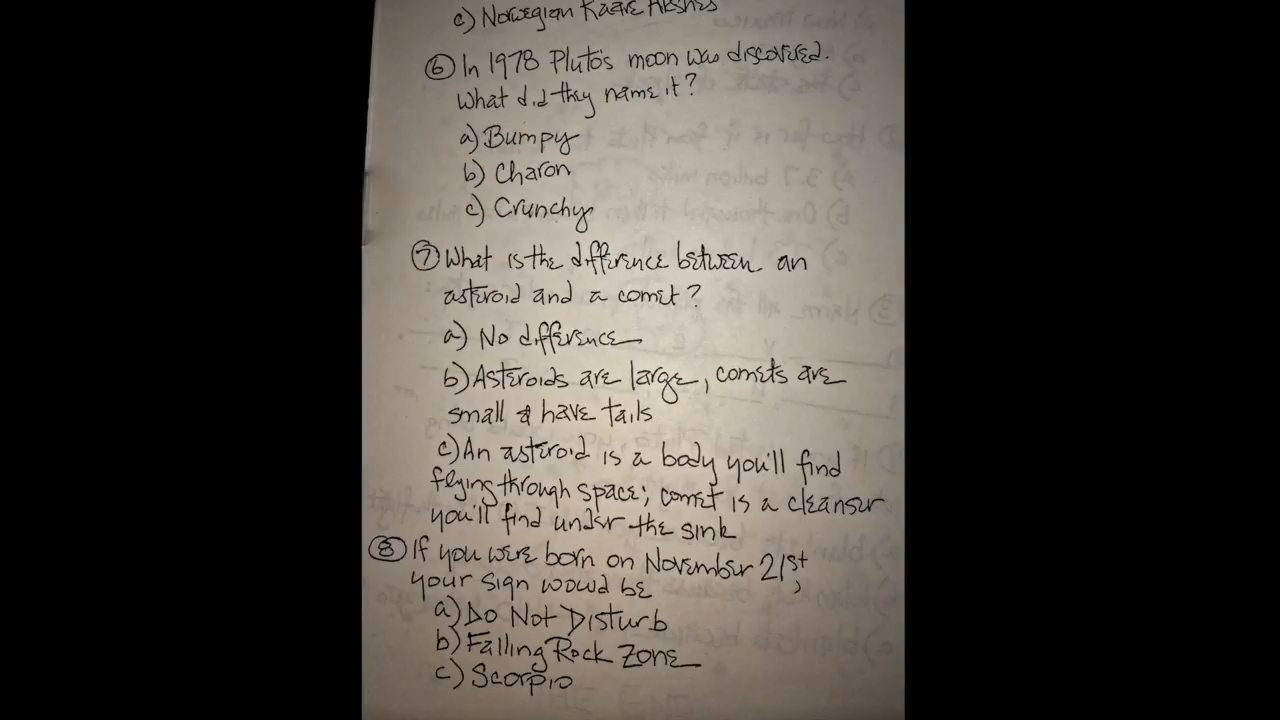 c) Norwegian Kaare
⑥ In 1978 Pluto's moon was discovered.
What did they name it?
a) Bumpy
b) Charon
c) Crunchy
⑦ What is the difference between an
asteroid and a comet?
a) No difference
b) Asteroids are large, comets are
small & have tails
c) An asteroid is a body you'll find
flying through space; comet is a cleanser
you'll find under the sink
⑧ If you were born on November 21st,
your sign would be
a) Do Not Disturb
b) Falling Rock Zone
c) Scorpio